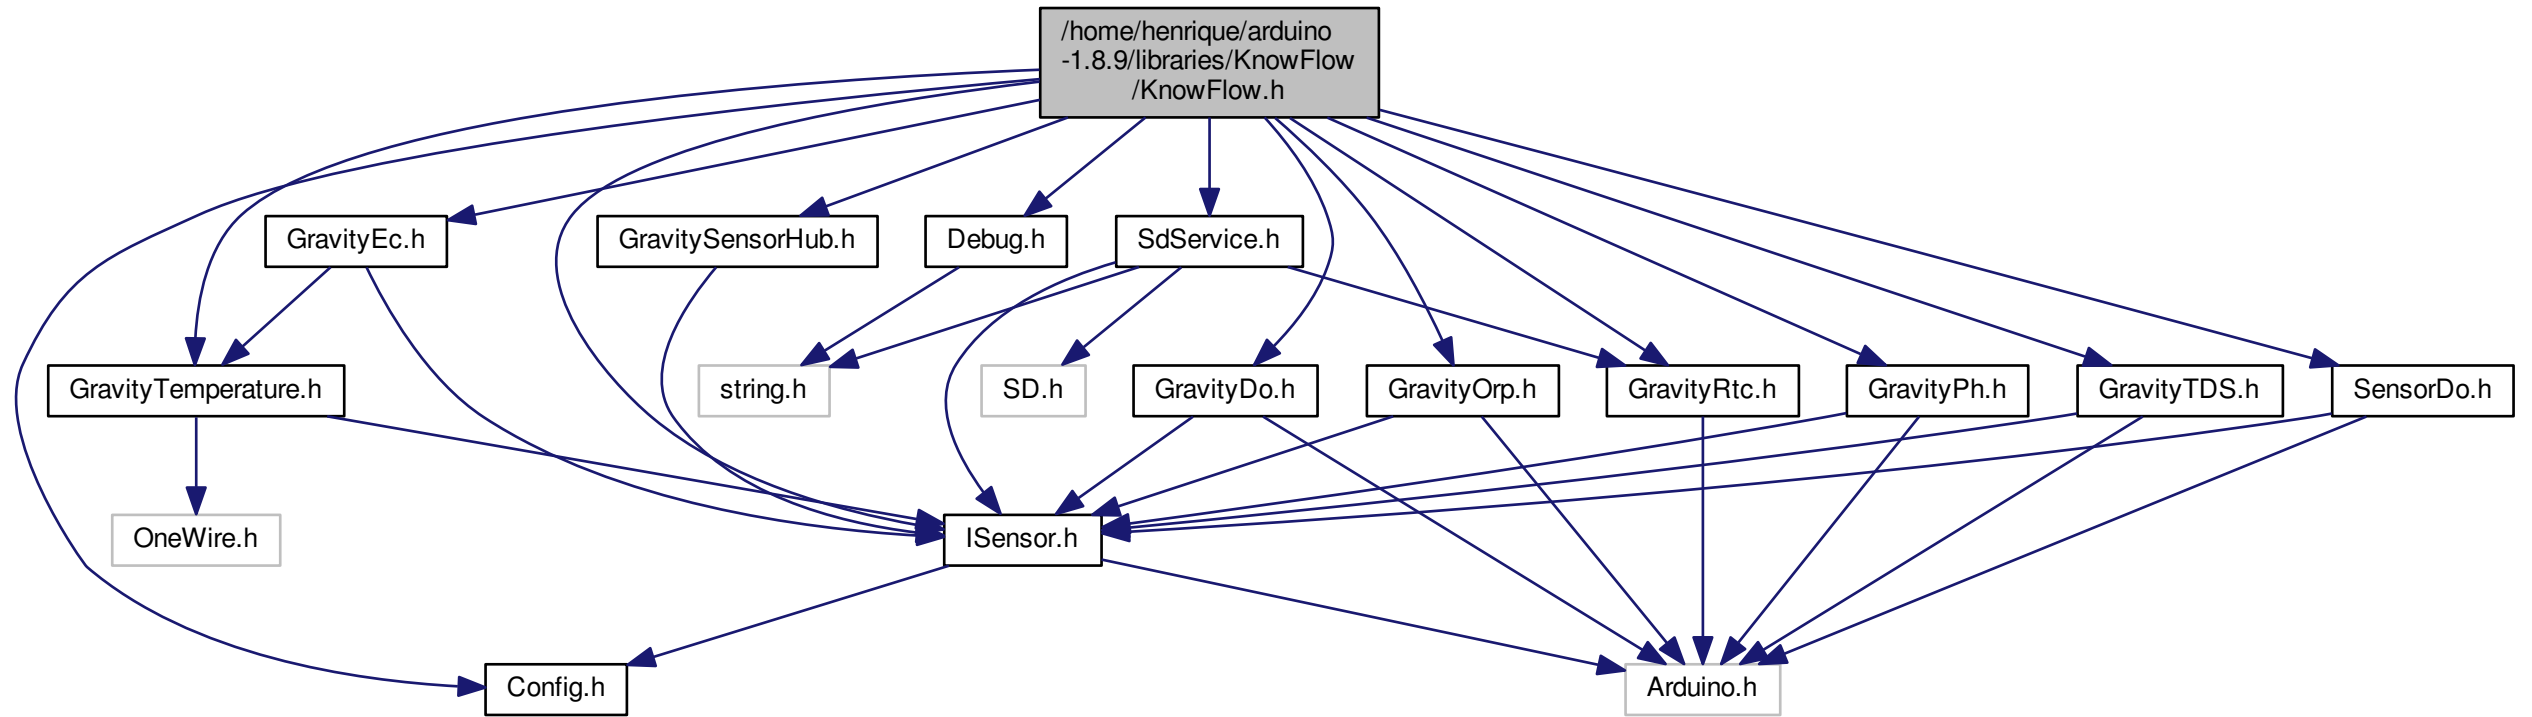 /home/henrique/arduino
-1.8.9/libraries/KnowFlow
/KnowFlow.h
GravityEc.h
GravitySensorHub.h
Debug.h
SdService.h
GravityTemperature.h
string.h
SD.h
GravityDo.h
GravityOrp.h
GravityRtc.h
GravityPh.h
GravityTDS.h
SensorDo.h
OneWire.h
ISensor.h
Config.h
Arduino.h